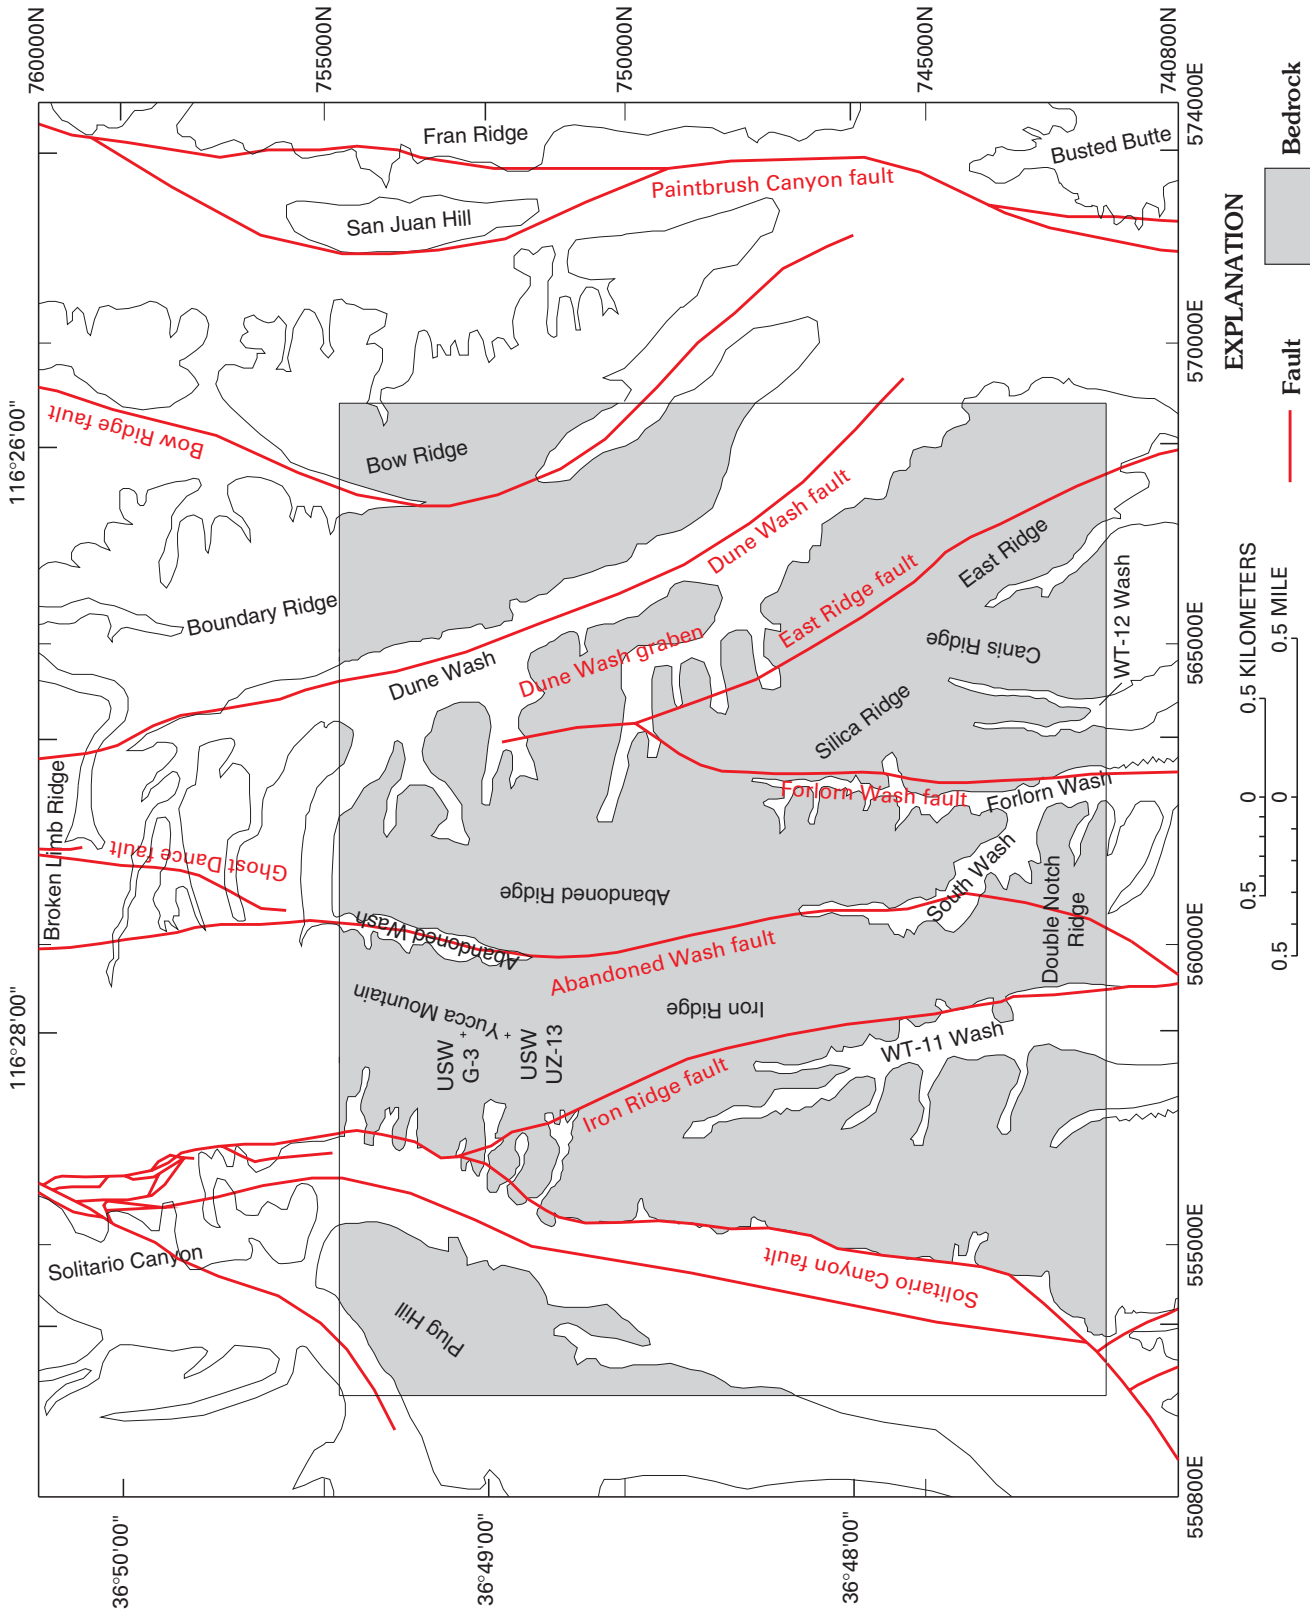 760000N
755000N
750000N
745000N
740800N
116°26'00"
116°28'00"
Fran Ridge
Busted Butte
Paintbrush Canyon fault
San Juan Hill
574000E
Bow Ridge fault
Bow Ridge
570000E
Dune Wash fault
Boundary Ridge
East Ridge fault
East Ridge
Dune Wash graben
Dune Wash
Canis Ridge
WT-12 Wash
565000E
Silica Ridge
Broken Limb Ridge
Ghost Dance fault
Forlorn Wash fault
Forlorn Wash
Abandoned Ridge
South Wash
Abandoned Wash
Double Notch
Ridge
Abandoned Wash fault
560000E
Yucca Mountain
Iron Ridge
USW
G-3
USW
UZ-13
WT-11 Wash
Iron Ridge fault
Solitario Canyon
Solitario Canyon fault
555000E
Plug Hill
550800E
36°50'00"
36°49'00"
36°48'00"
EXPLANATION
Bedrock
Fault
0.5 0 0.5 KILOMETERS
0.5 0 0.5 MILE